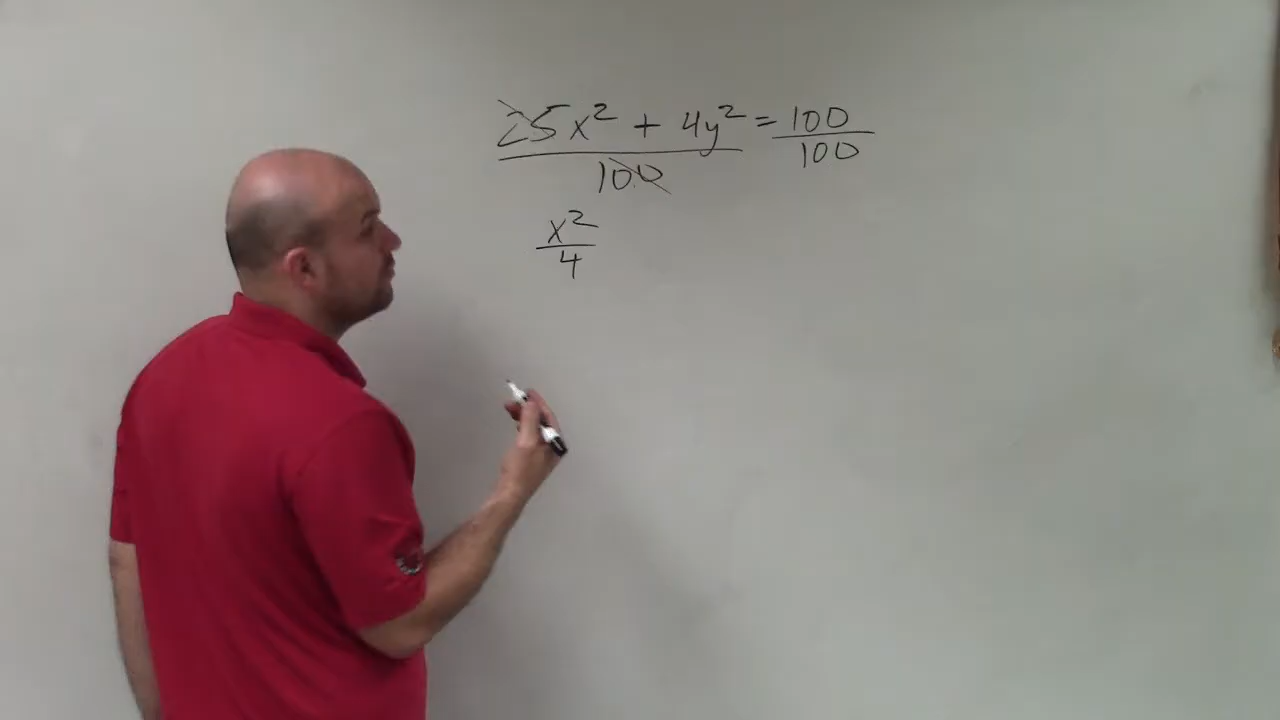 25x² + 4y² = 100
100 100
x²
4